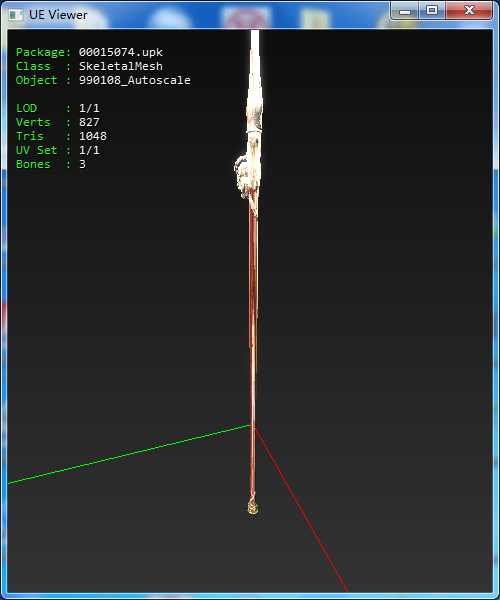 UE Viewer
Package: 00015074.upk
Class : SkeletalMesh
Object : 990108_Autoscale
LOD : 1/1
Verts : 827
Tris : 1048
UV Set : 1/1
Bones : 3